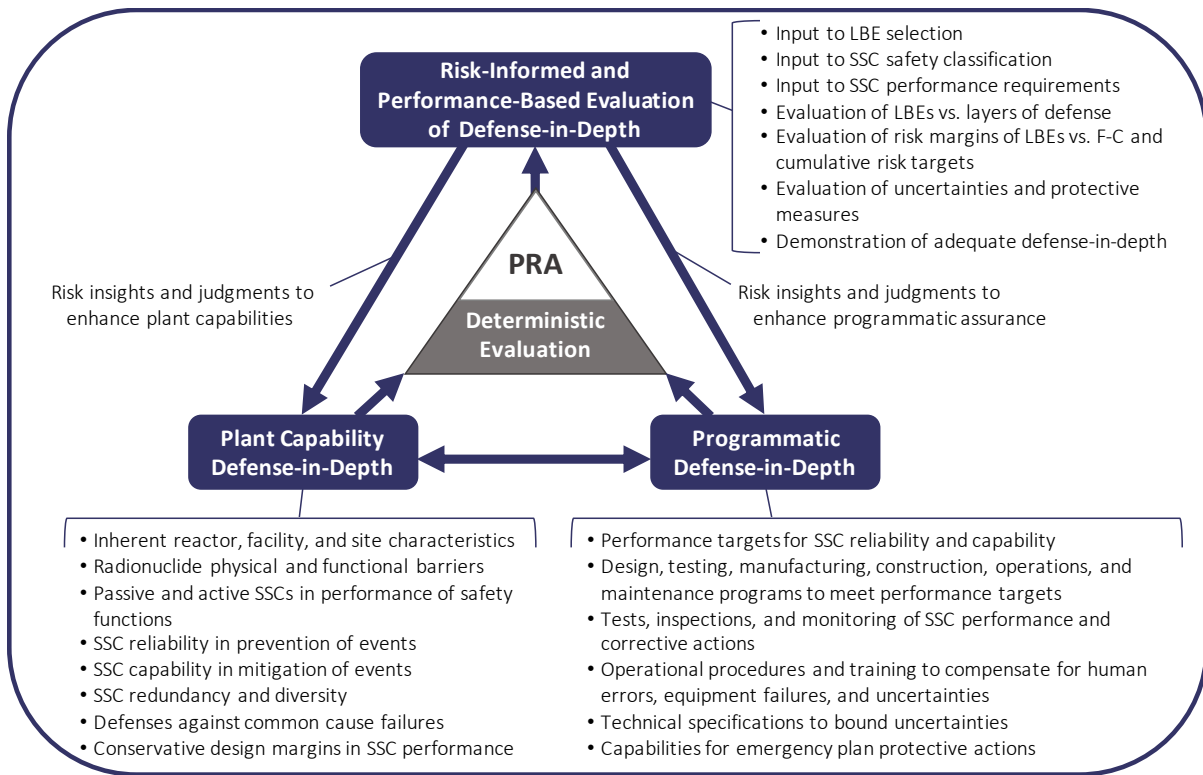 Risk-Informed and
Performance-Based Evaluation
of Defense-in-Depth
• Input to LBE selection
• Input to SSC safety classification
• Input to SSC performance requirements
• Evaluation of LBEs vs. layers of defense
• Evaluation of risk margins of LBEs vs. F-C and
cumulative risk targets
• Evaluation of uncertainties and protective
measures
• Demonstration of adequate defense-in-depth
PRA
Deterministic
Evaluation
Risk insights and judgments to
enhance plant capabilities
Risk insights and judgments to
enhance programmatic assurance
Plant Capability
Defense-in-Depth
Programmatic
Defense-in-Depth
• Inherent reactor, facility, and site characteristics
• Radionuclide physical and functional barriers
• Passive and active SSCs in performance of safety
functions
• SSC reliability in prevention of events
• SSC capability in mitigation of events
• SSC redundancy and diversity
• Defenses against common cause failures
• Conservative design margins in SSC performance
• Performance targets for SSC reliability and capability
• Design, testing, manufacturing, construction, operations, and
maintenance programs to meet performance targets
• Tests, inspections, and monitoring of SSC performance and
corrective actions
• Operational procedures and training to compensate for human
errors, equipment failures, and uncertainties
• Technical specifications to bound uncertainties
• Capabilities for emergency plan protective actions